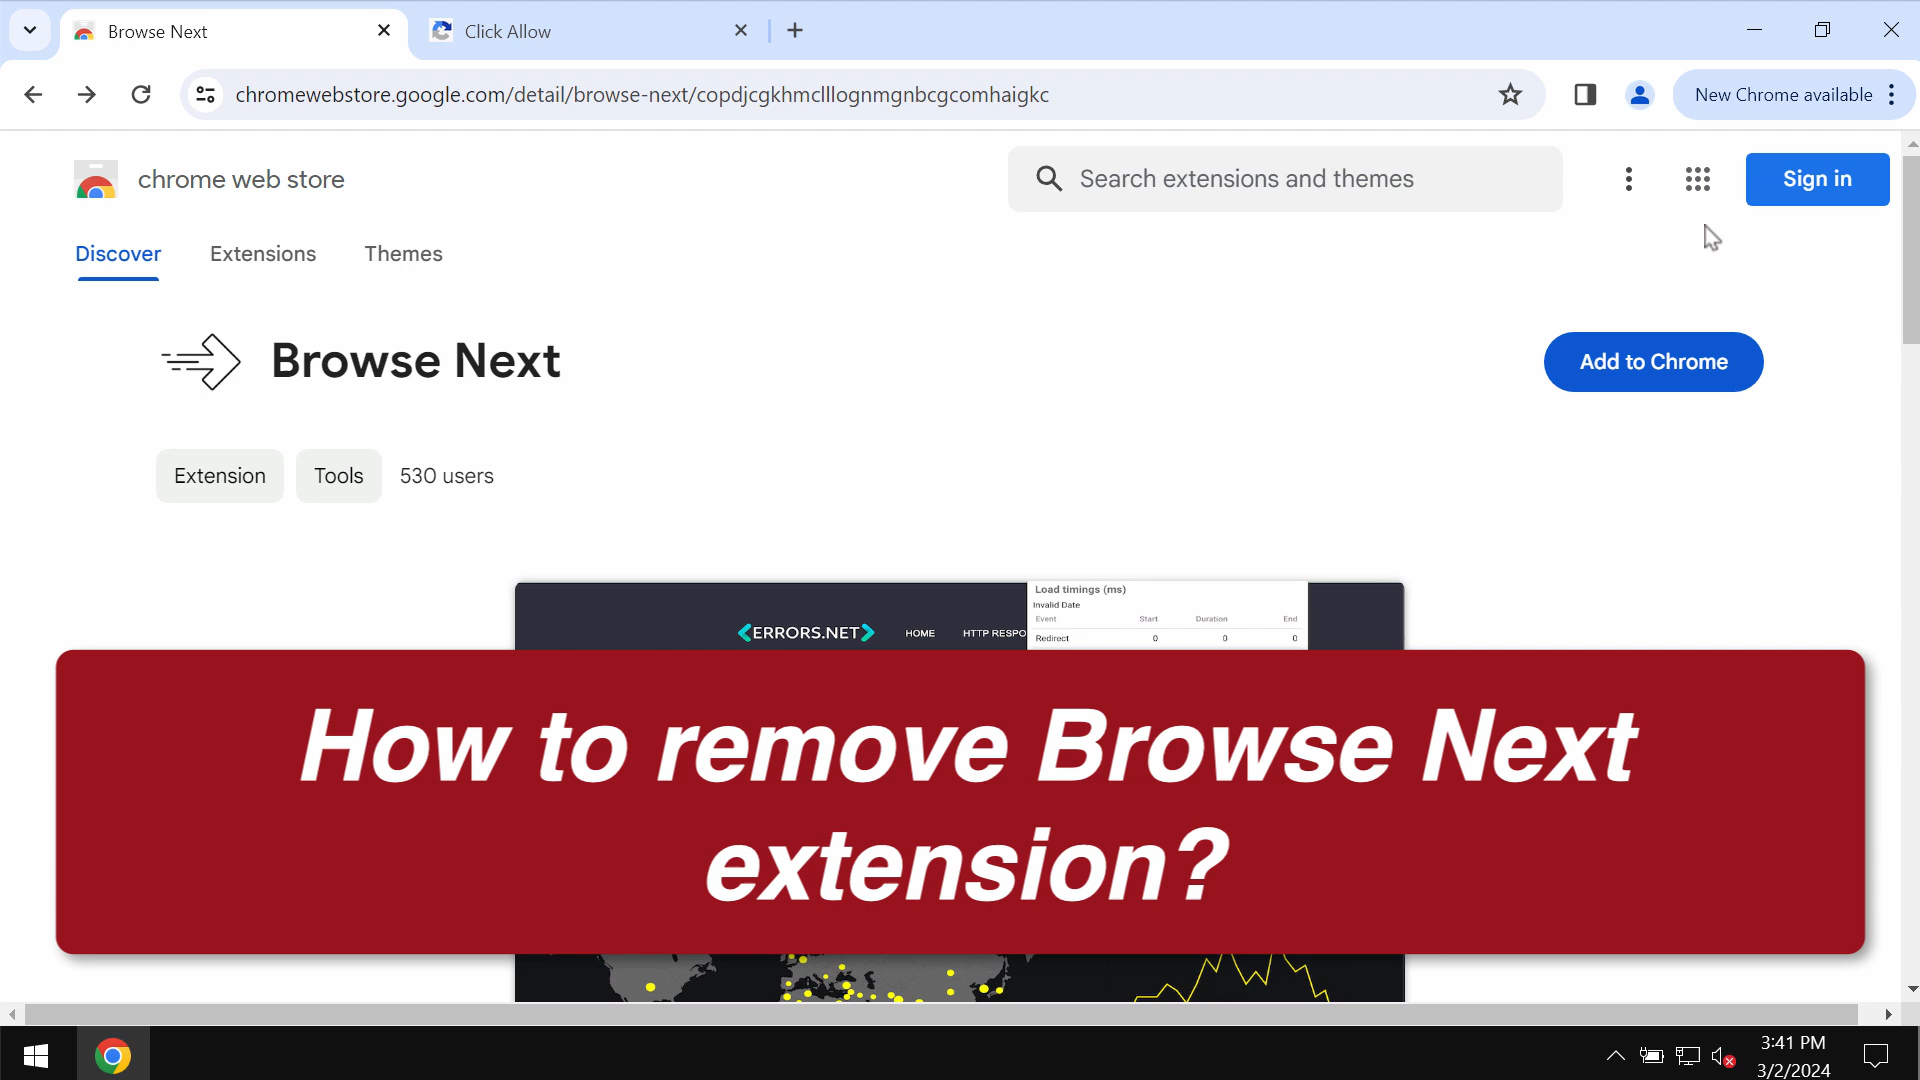 Browse Next
Click Allow
chromewebstore.google.com/detail/browse-next/copdjcgkhmclllognmgnbcgcomhaigkc
New Chrome available
chrome web store
Search extensions and themes
Sign in
Discover
Extensions
Themes
Browse Next
Add to Chrome
Extension
Tools
530 users
<ERRORS.NET>
HOME
HTTP RESPO
Load timings (ms)
Invalid Date
Event Start Duration End
Redirect 0 0 0
How to remove Browse Next
extension?
3:41 PM
3/2/2024